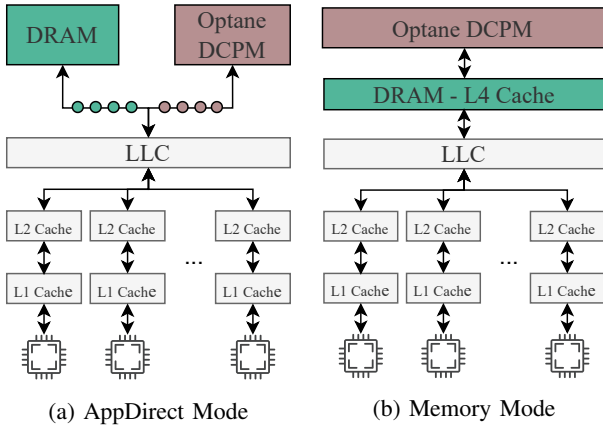 DRAM
Optane
DCPM
LLC
L2 Cache
L2 Cache
L2 Cache
...
L1 Cache
L1 Cache
L1 Cache
(a) AppDirect Mode
Optane DCPM
DRAM - L4 Cache
LLC
L2 Cache
L2 Cache
L2 Cache
...
L1 Cache
L1 Cache
L1 Cache
(b) Memory Mode